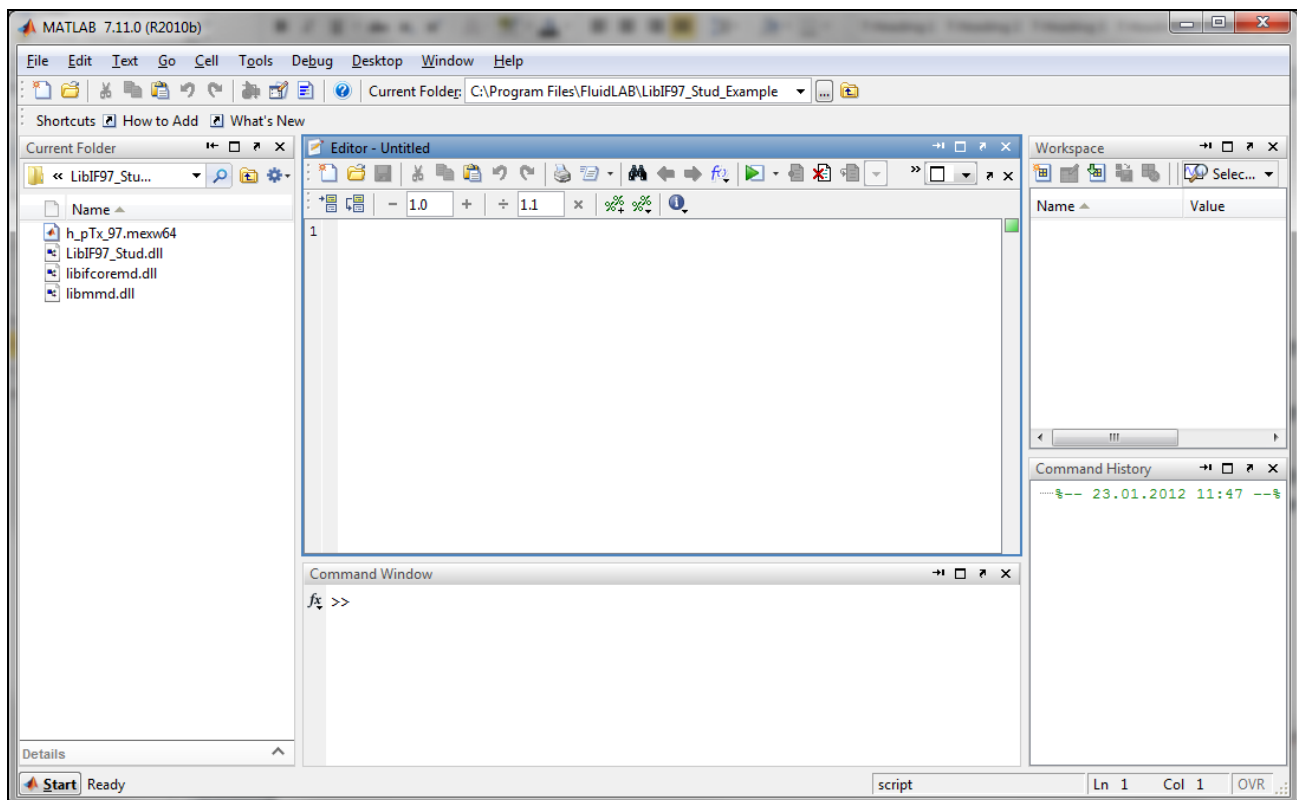 MATLAB 7.11.0 (R2010b)
File Edit Text Go Cell Tools Debug Desktop Window Help
Current Folder: C:\Program Files\FluidLAB\LibIF97_Stud_Example
Shortcuts How to Add What's New
Current Folder
« LibIF97_Stu...
Name
h_pTx_97.mexw64
LibIF97_Stud.dll
libifcoremd.dll
libmmd.dll
Details
Editor - Untitled
»
− 1.0 + ÷ 1.1 ×
1
Command Window
fx >>
Workspace
Selec...
Name Value
Command History
%-- 23.01.2012 11:47 --%
Start Ready
script Ln 1 Col 1 OVR